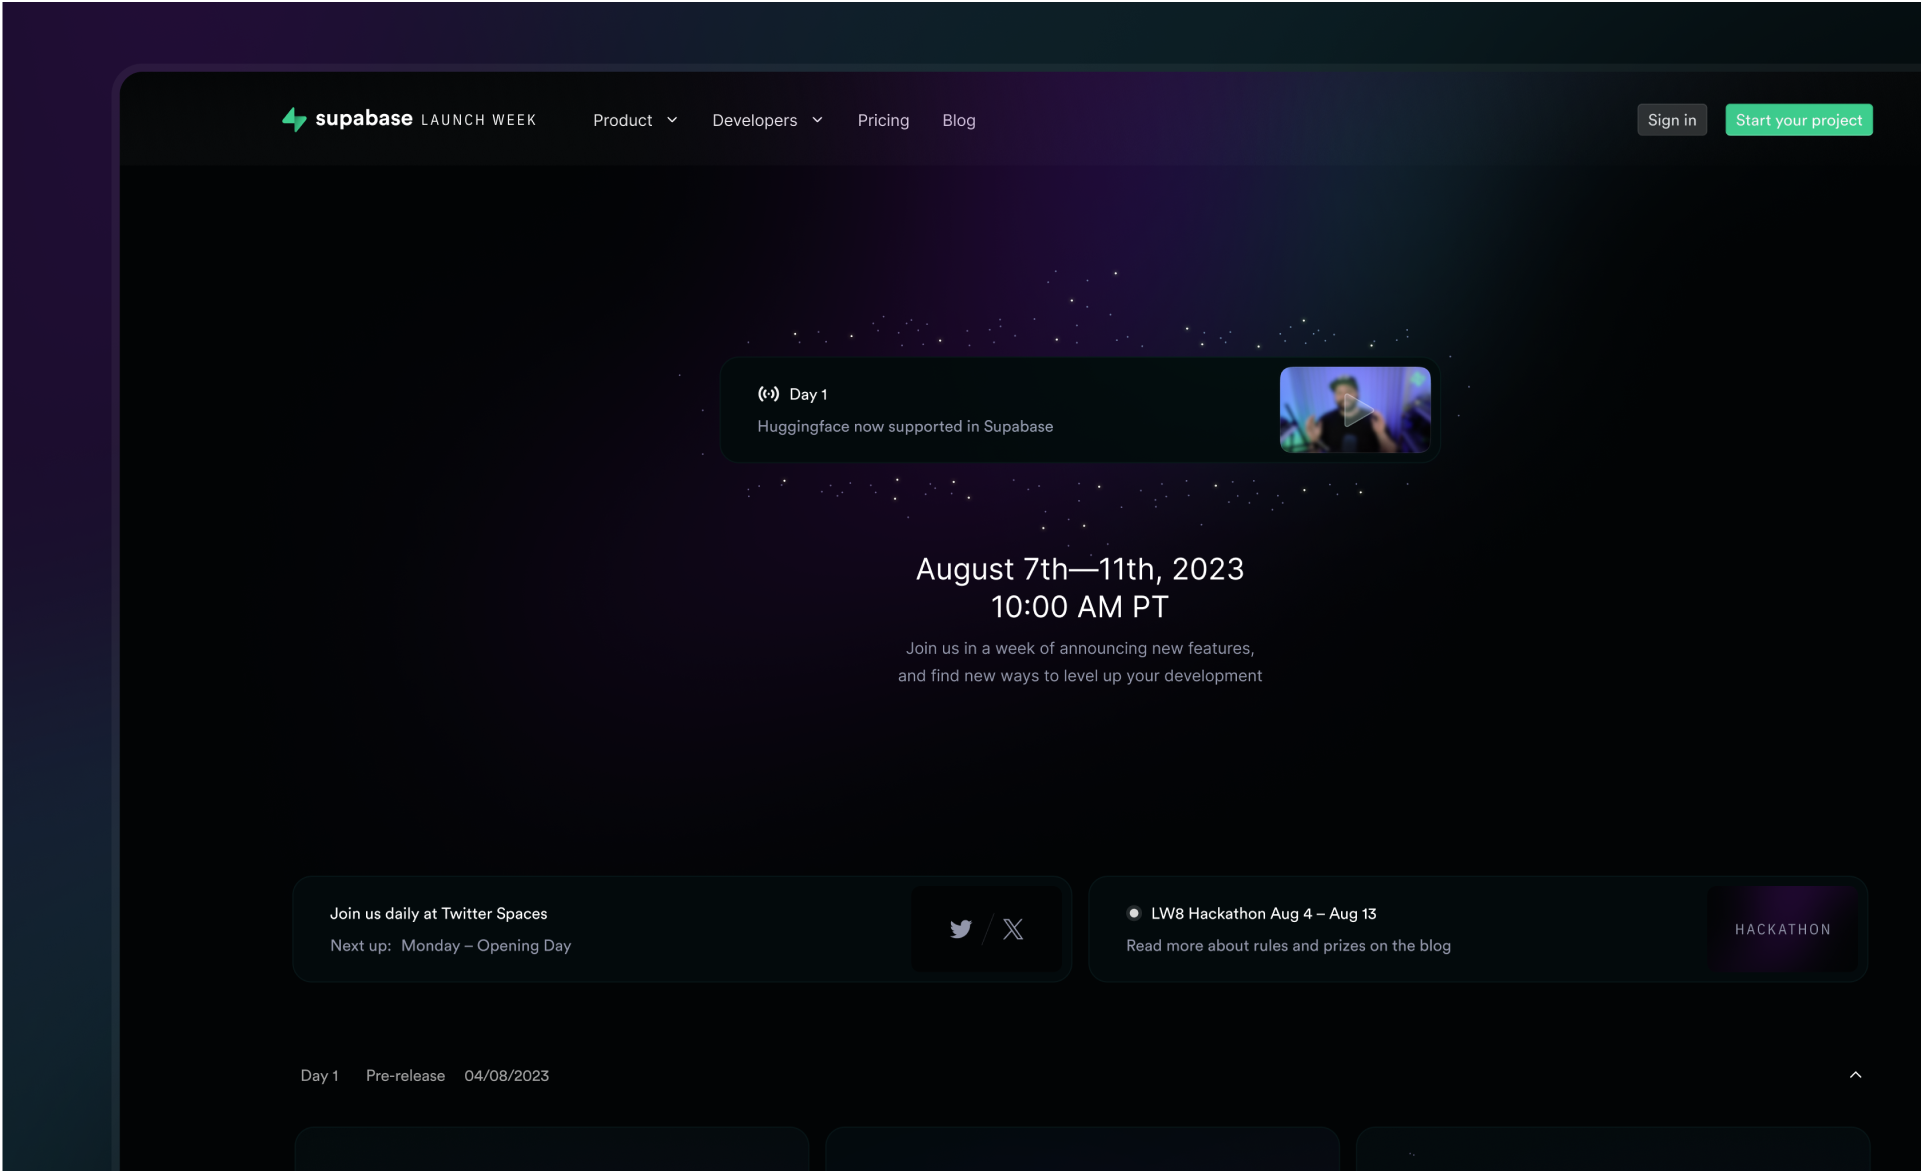 supabase LAUNCH WEEK
Product
Developers
Pricing
Blog
Sign in
Start your project
Day 1
Huggingface now supported in Supabase
August 7th—11th, 2023
10:00 AM PT
Join us in a week of announcing new features,
and find new ways to level up your development
Join us daily at Twitter Spaces
Next up: Monday – Opening Day
LW8 Hackathon Aug 4 – Aug 13
Read more about rules and prizes on the blog
HACKATHON
Day 1 Pre-release 04/08/2023